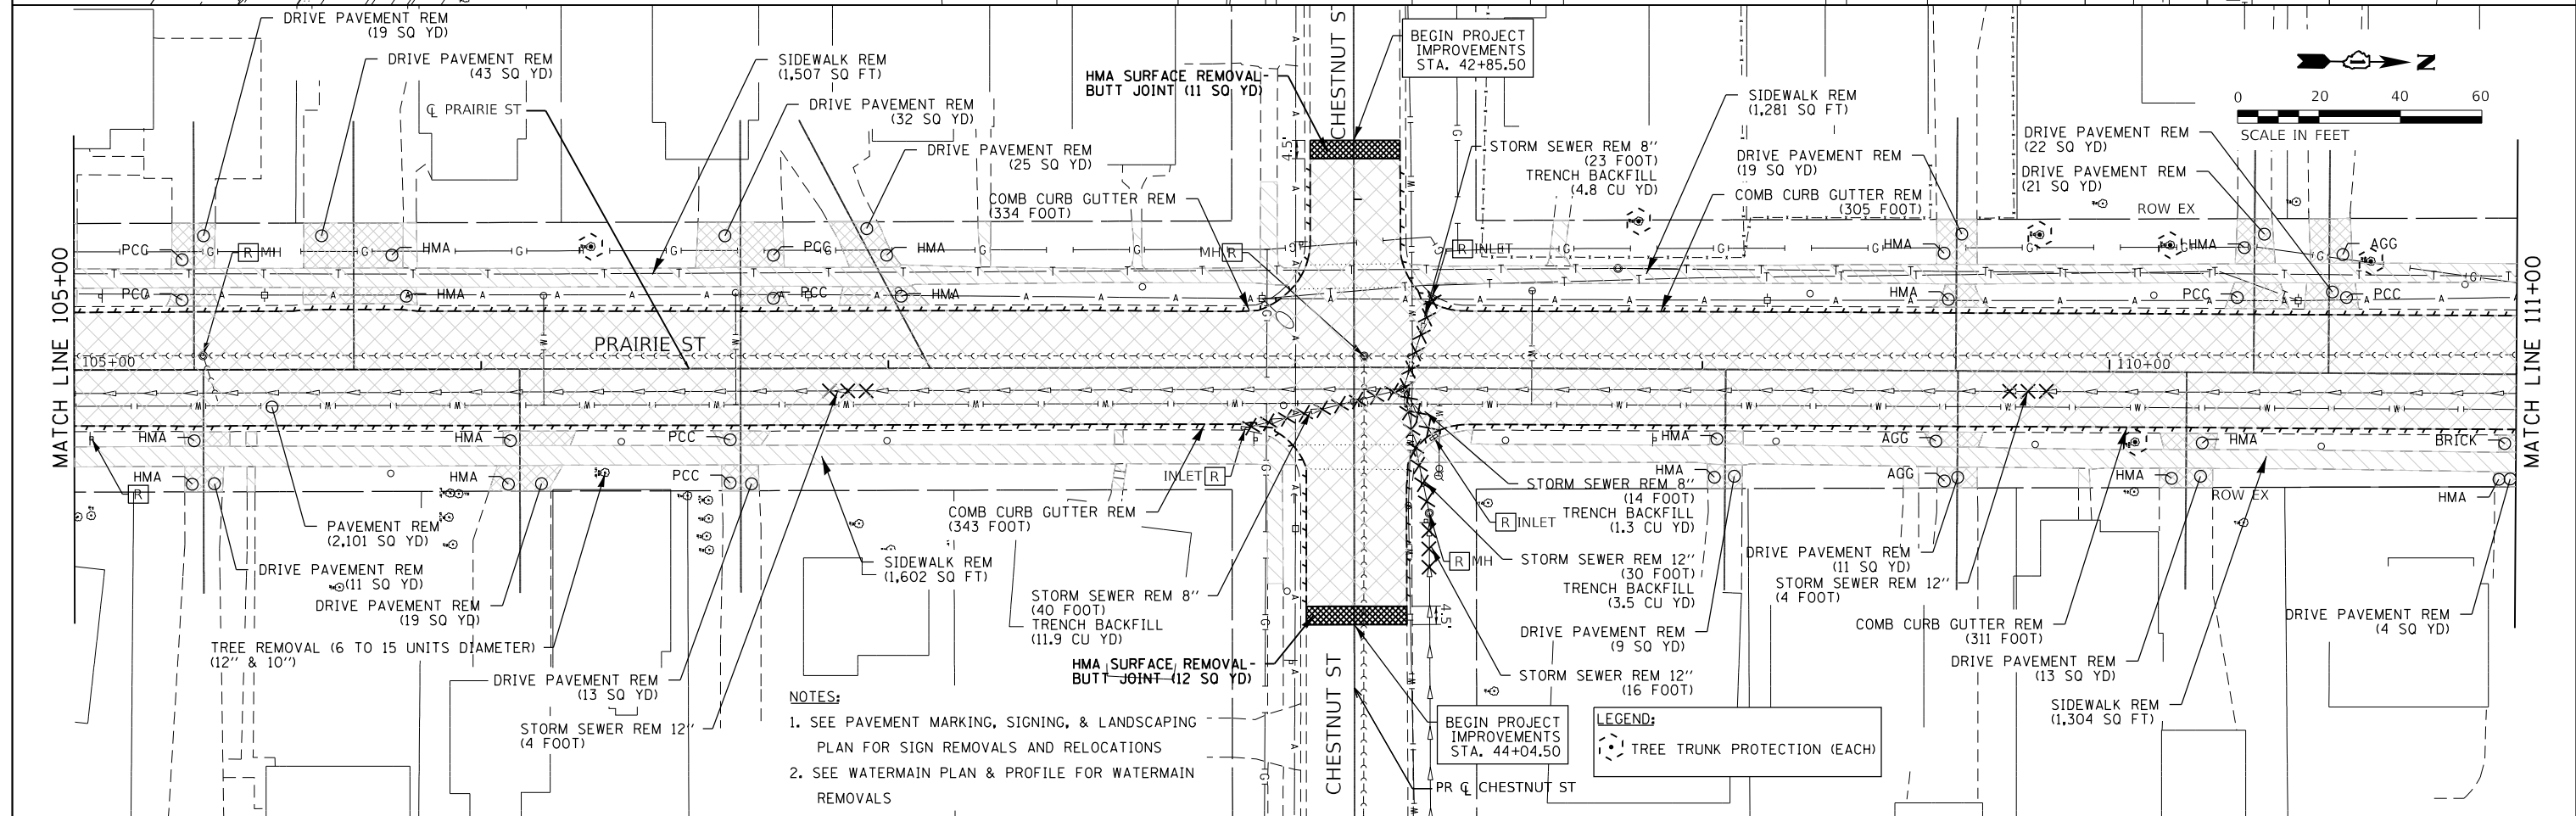 DRIVE PAVEMENT REM
(19 SQ YD)
DRIVE PAVEMENT REM
(43 SQ YD)
℄ PRAIRIE ST
SIDEWALK REM
(1,507 SQ FT)
DRIVE PAVEMENT REM
(32 SQ YD)
DRIVE PAVEMENT REM
(25 SQ YD)
COMB CURB GUTTER REM
(334 FOOT)
HMA SURFACE REMOVAL-
BUTT JOINT (11 SQ YD)
CHESTNUT S
BEGIN PROJECT
IMPROVEMENTS
STA. 42+85.50
4.5'
STORM SEWER REM 8"
(23 FOOT)
TRENCH BACKFILL
(4.8 CU YD)
SIDEWALK REM
(1,281 SQ FT)
DRIVE PAVEMENT REM
(19 SQ YD)
COMB CURB GUTTER REM
(305 FOOT)
DRIVE PAVEMENT REM
(22 SQ YD)
DRIVE PAVEMENT REM
(21 SQ YD)
ROW EX
N
0 20 40 60
SCALE IN FEET
MATCH LINE 105+00
PCC
R MH
HMA
PCC
HMA
MH R
R INLET
HMA
HMA
AGG
PCC
HMA
PCC
HMA
HMA
PCC
PCC
PRAIRIE ST
105+00
110+00
MATCH LINE 111+00
HMA
HMA
PCC
HMA
AGG
HMA
BRICK
HMA
HMA
PCC
INLET R
HMA
AGG
HMA
ROW EX
HMA
R
PAVEMENT REM
(2,101 SQ YD)
DRIVE PAVEMENT REM
(11 SQ YD)
DRIVE PAVEMENT REM
(19 SQ YD)
TREE REMOVAL (6 TO 15 UNITS DIAMETER)
(12" & 10")
DRIVE PAVEMENT REM
(13 SQ YD)
STORM SEWER REM 12"
(4 FOOT)
SIDEWALK REM
(1,602 SQ FT)
COMB CURB GUTTER REM
(343 FOOT)
STORM SEWER REM 8"
(40 FOOT)
TRENCH BACKFILL
(11.9 CU YD)
HMA SURFACE REMOVAL-
BUTT JOINT (12 SQ YD)
4.5'
STORM SEWER REM 8"
(14 FOOT)
TRENCH BACKFILL
(1.3 CU YD)
R INLET
R MH
STORM SEWER REM 12"
(30 FOOT)
TRENCH BACKFILL
(3.5 CU YD)
DRIVE PAVEMENT REM
(9 SQ YD)
STORM SEWER REM 12"
(16 FOOT)
DRIVE PAVEMENT REM
(11 SQ YD)
STORM SEWER REM 12"
(4 FOOT)
COMB CURB GUTTER REM
(311 FOOT)
DRIVE PAVEMENT REM
(13 SQ YD)
SIDEWALK REM
(1,304 SQ FT)
DRIVE PAVEMENT REM
(4 SQ YD)
NOTES:
1. SEE PAVEMENT MARKING, SIGNING, & LANDSCAPING
PLAN FOR SIGN REMOVALS AND RELOCATIONS
2. SEE WATERMAIN PLAN & PROFILE FOR WATERMAIN
REMOVALS
CHESTNUT ST
BEGIN PROJECT
IMPROVEMENTS
STA. 44+04.50
PR ℄ CHESTNUT ST
LEGEND:
TREE TRUNK PROTECTION (EACH)